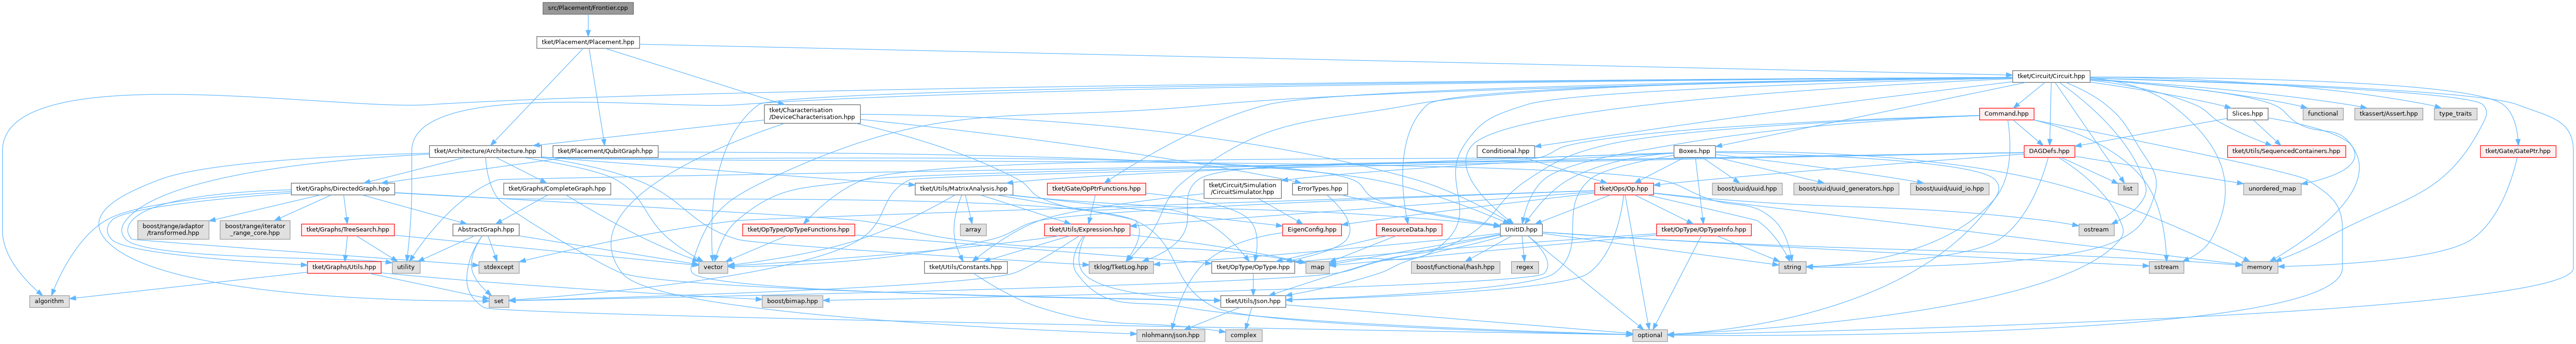 src/Placement/Frontier.cpp
tket/Placement/Placement.hpp
tket/Circuit/Circuit.hpp
tket/Characterisation
/DeviceCharacterisation.hpp
Command.hpp
Slices.hpp
functional
tkassert/Assert.hpp
type_traits
tket/Architecture/Architecture.hpp
tket/Placement/QubitGraph.hpp
Conditional.hpp
Boxes.hpp
DAGDefs.hpp
tket/Utils/SequencedContainers.hpp
tket/Gate/GatePtr.hpp
tket/Graphs/DirectedGraph.hpp
tket/Graphs/CompleteGraph.hpp
tket/Utils/MatrixAnalysis.hpp
tket/Gate/OpPtrFunctions.hpp
tket/Circuit/Simulation
/CircuitSimulator.hpp
ErrorTypes.hpp
tket/Ops/Op.hpp
boost/uuid/uuid.hpp
boost/uuid/uuid_generators.hpp
boost/uuid/uuid_io.hpp
list
unordered_map
boost/range/adaptor
/transformed.hpp
boost/range/iterator
_range_core.hpp
tket/Graphs/TreeSearch.hpp
AbstractGraph.hpp
tket/OpType/OpTypeFunctions.hpp
array
tket/Utils/Expression.hpp
EigenConfig.hpp
ResourceData.hpp
UnitID.hpp
tket/OpType/OpTypeInfo.hpp
ostream
tket/Graphs/Utils.hpp
utility
stdexcept
vector
tket/Utils/Constants.hpp
tklog/TketLog.hpp
tket/OpType/OpType.hpp
map
boost/functional/hash.hpp
regex
string
sstream
memory
algorithm
set
boost/bimap.hpp
tket/Utils/Json.hpp
nlohmann/json.hpp
complex
optional